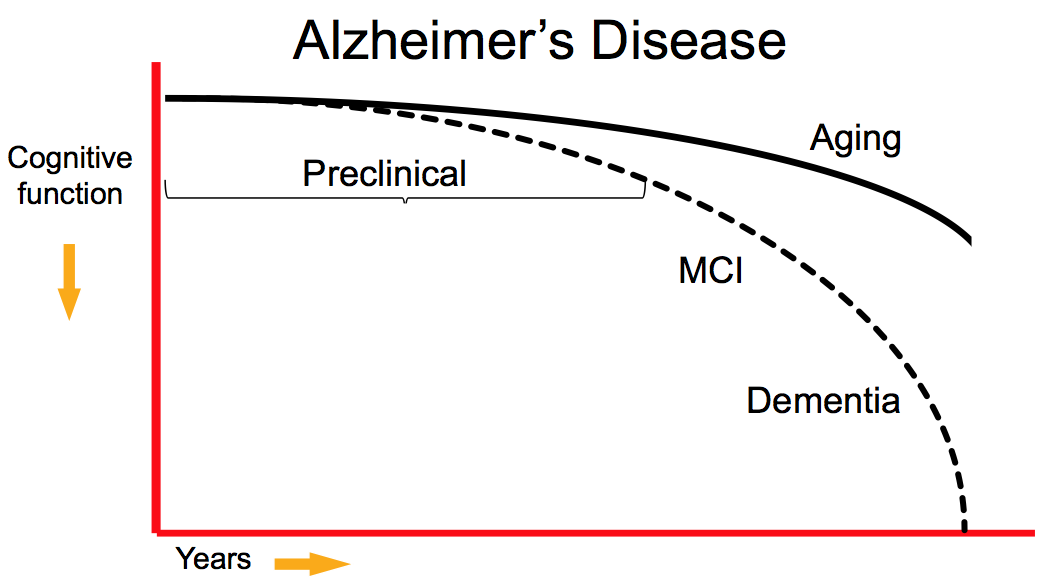 Alzheimer’s Disease
Cognitive
function
Aging
Preclinical
MCI
Dementia
Years